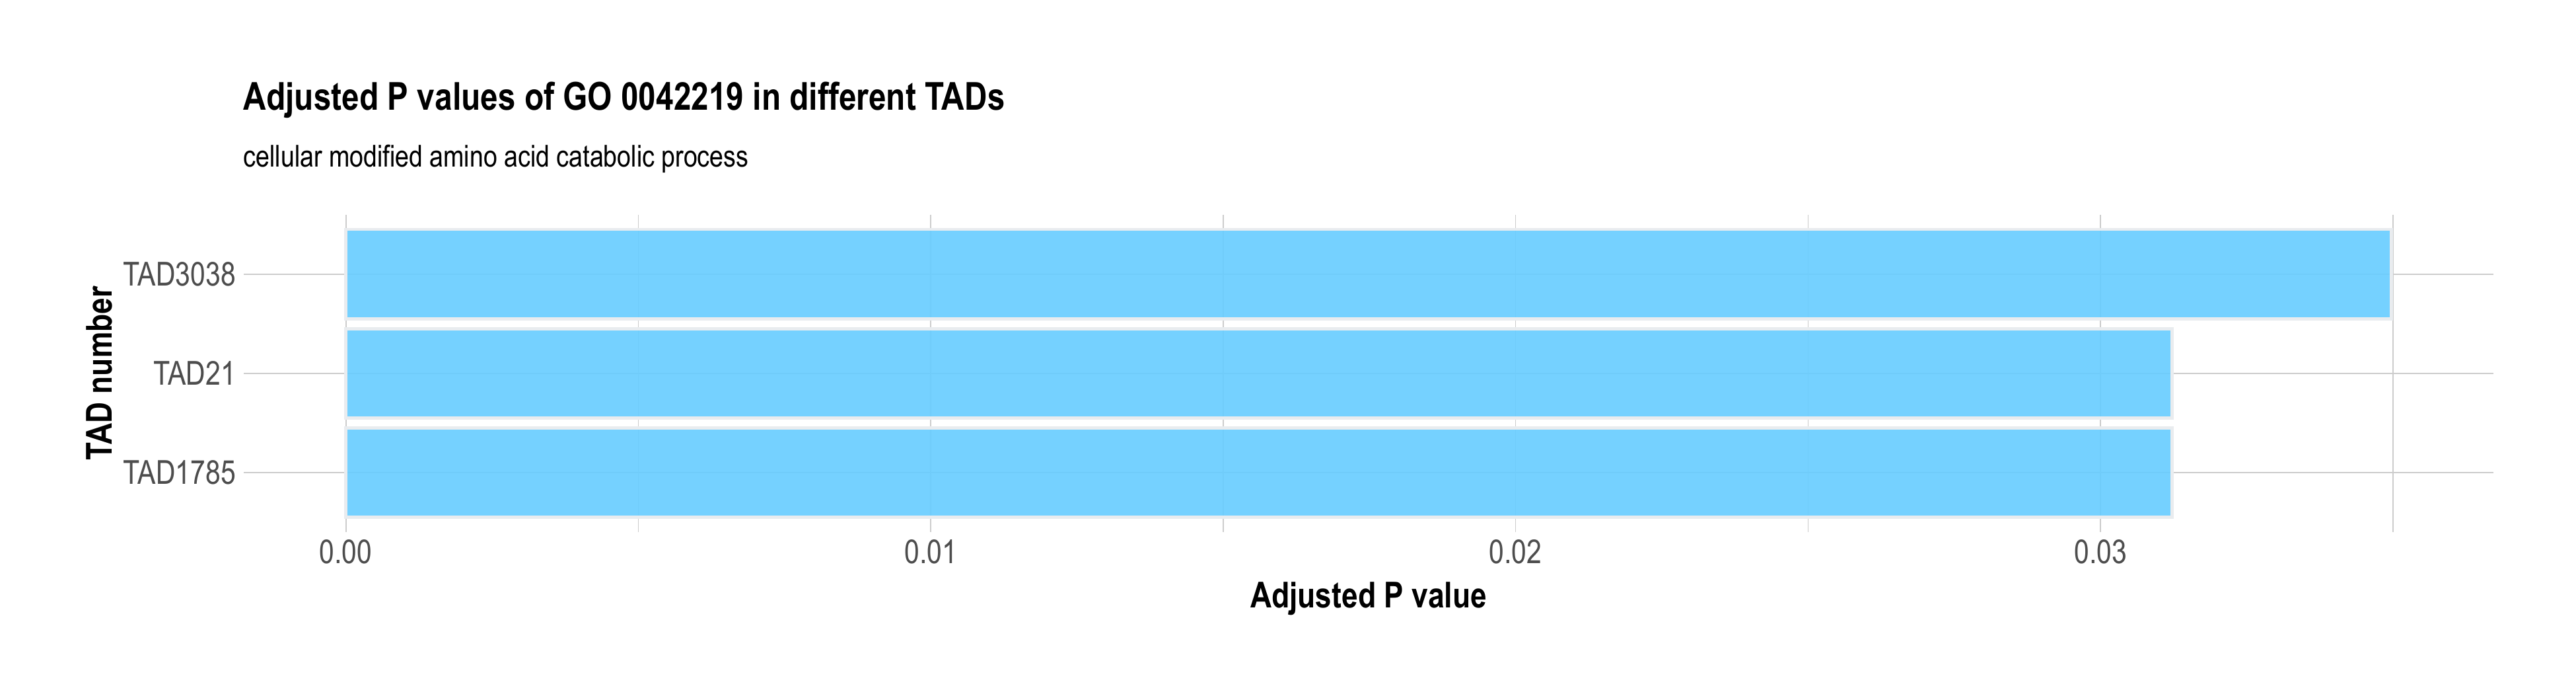 Adjusted P values of GO 0042219 in different TADs
cellular modified amino acid catabolic process
TAD number
TAD3038
TAD21
TAD1785
0.00 0.01 0.02 0.03
Adjusted P value